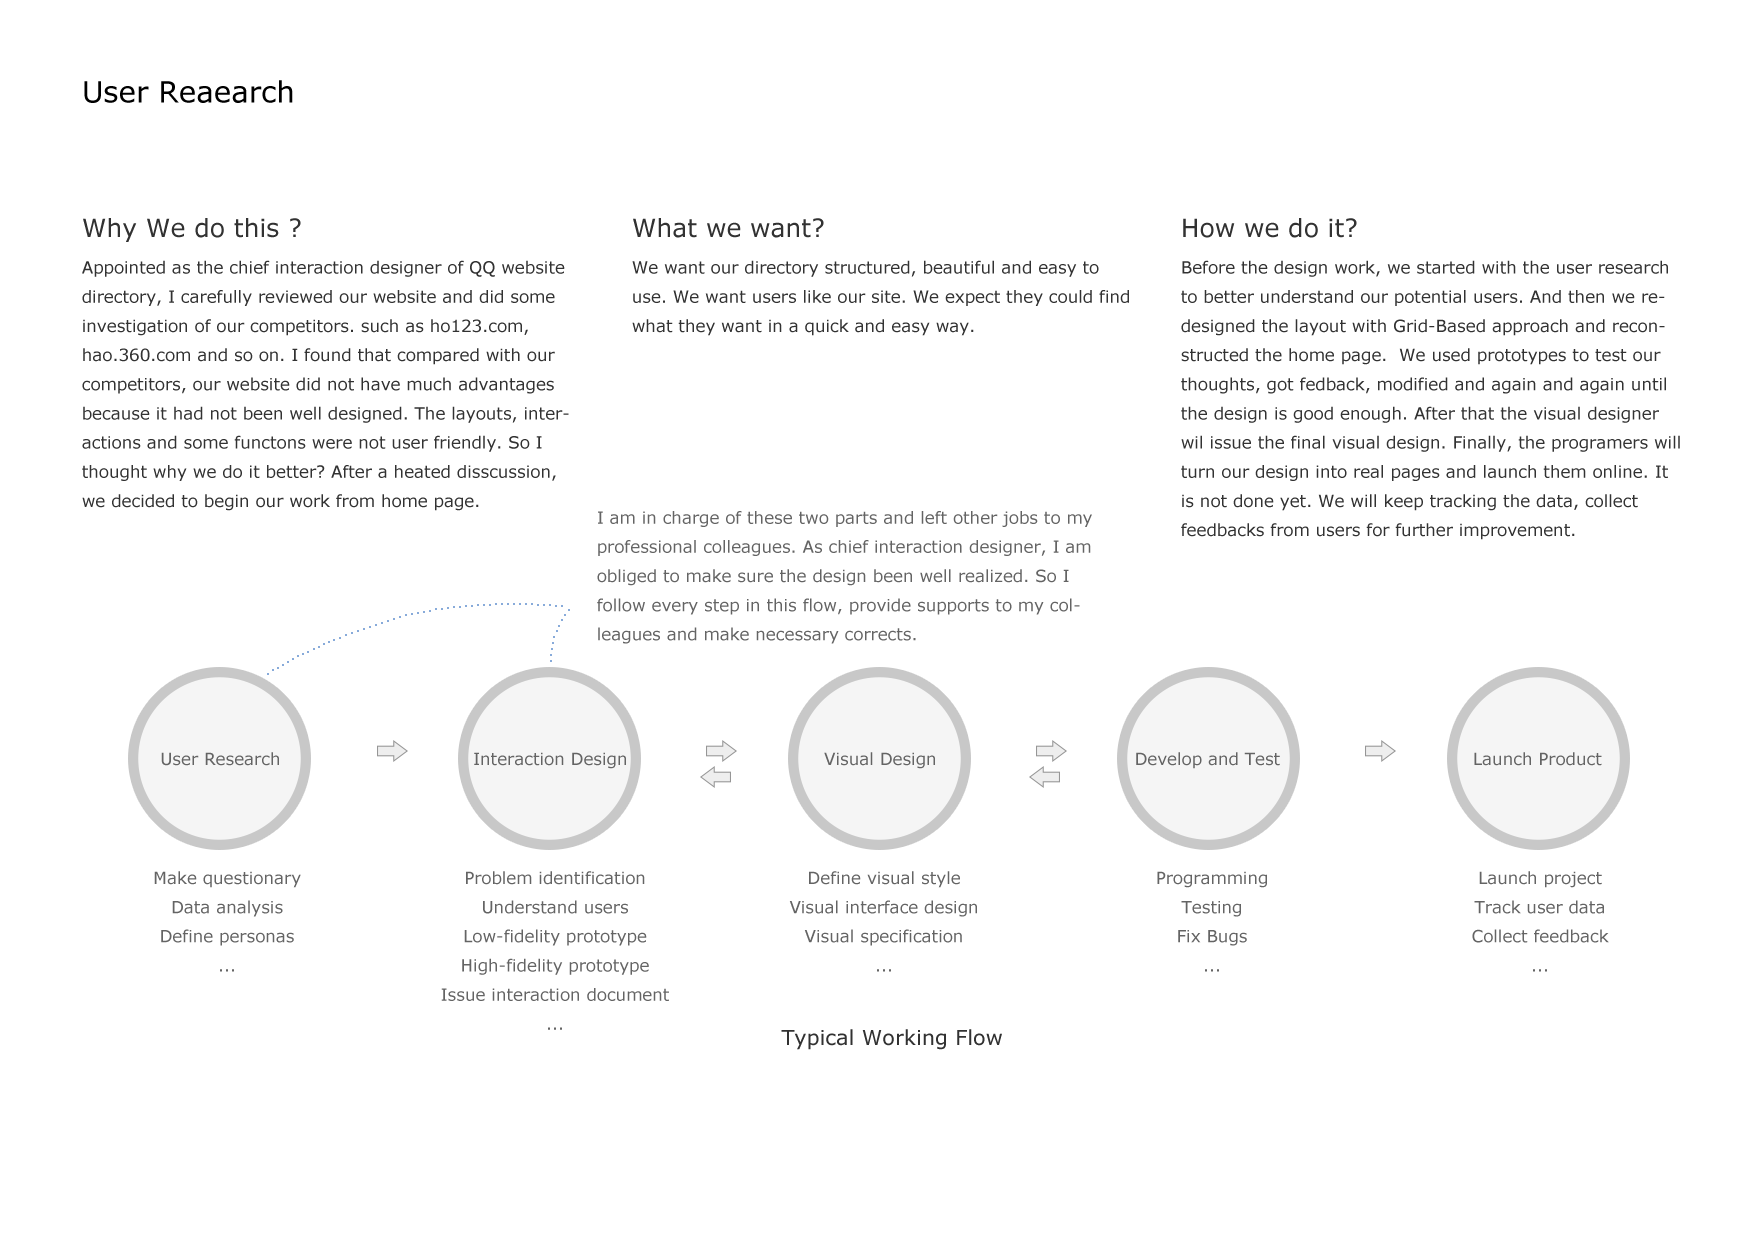 User Reaearch
Why We do this ?
Appointed as the chief interaction designer of QQ website
directory, I carefully reviewed our website and did some
investigation of our competitors. such as ho123.com,
hao.360.com and so on. I found that compared with our
competitors, our website did not have much advantages
because it had not been well designed. The layouts, inter-
actions and some functons were not user friendly. So I
thought why we do it better? After a heated disscussion,
we decided to begin our work from home page.
What we want?
We want our directory structured, beautiful and easy to
use. We want users like our site. We expect they could find
what they want in a quick and easy way.
How we do it?
Before the design work, we started with the user research
to better understand our potential users. And then we re-
designed the layout with Grid-Based approach and recon-
structed the home page.  We used prototypes to test our
thoughts, got fedback, modified and again and again until
the design is good enough. After that the visual designer
wil issue the final visual design. Finally, the programers will
turn our design into real pages and launch them online. It
is not done yet. We will keep tracking the data, collect
feedbacks from users for further improvement.
I am in charge of these two parts and left other jobs to my
professional colleagues. As chief interaction designer, I am
obliged to make sure the design been well realized. So I
follow every step in this flow, provide supports to my col-
leagues and make necessary corrects.
User Research
Make questionary
Data analysis
Define personas
...
Interaction Design
Problem identification
Understand users
Low-fidelity prototype
High-fidelity prototype
Issue interaction document
...
Visual Design
Define visual style
Visual interface design
Visual specification
...
Develop and Test
Programming
Testing
Fix Bugs
...
Launch Product
Launch project
Track user data
Collect feedback
...
Typical Working Flow